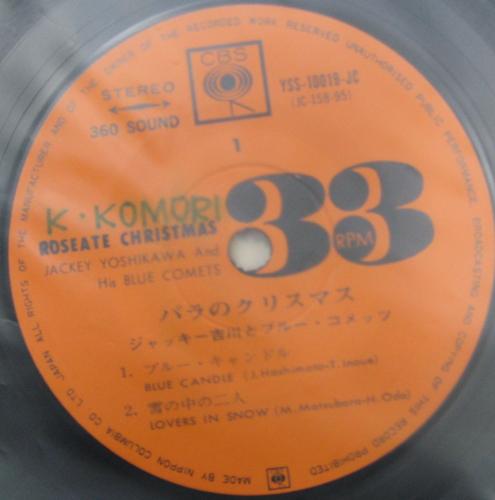 CBS
STEREO
360 SOUND
YSS-10019-JC
(JC-158-95)
1
K・KOMORI
ROSEATE CHRISTMAS
JACKEY YOSHIKAWA And
His BLUE COMETS
33
RPM
バラのクリスマス
ジャッキー吉川とブルー・コメッツ
1. ブルー・キャンドル
BLUE CANDLE (J. Hashimoto-T. Inoue)
2. 雪の中の二人
LOVERS IN SNOW (M. Matsubara-H. Oda)
MADE BY NIPPON COLUMBIA CO LTD JAPAN ALL RIGHTS OF THE MANUFACTURER AND OF THE OWNER OF THE RECORDED WORK RESERVED UNAUTHORISED PUBLIC PERFORMANCE BROADCASTING AND COPYING OF THIS RECORD PROHIBITED